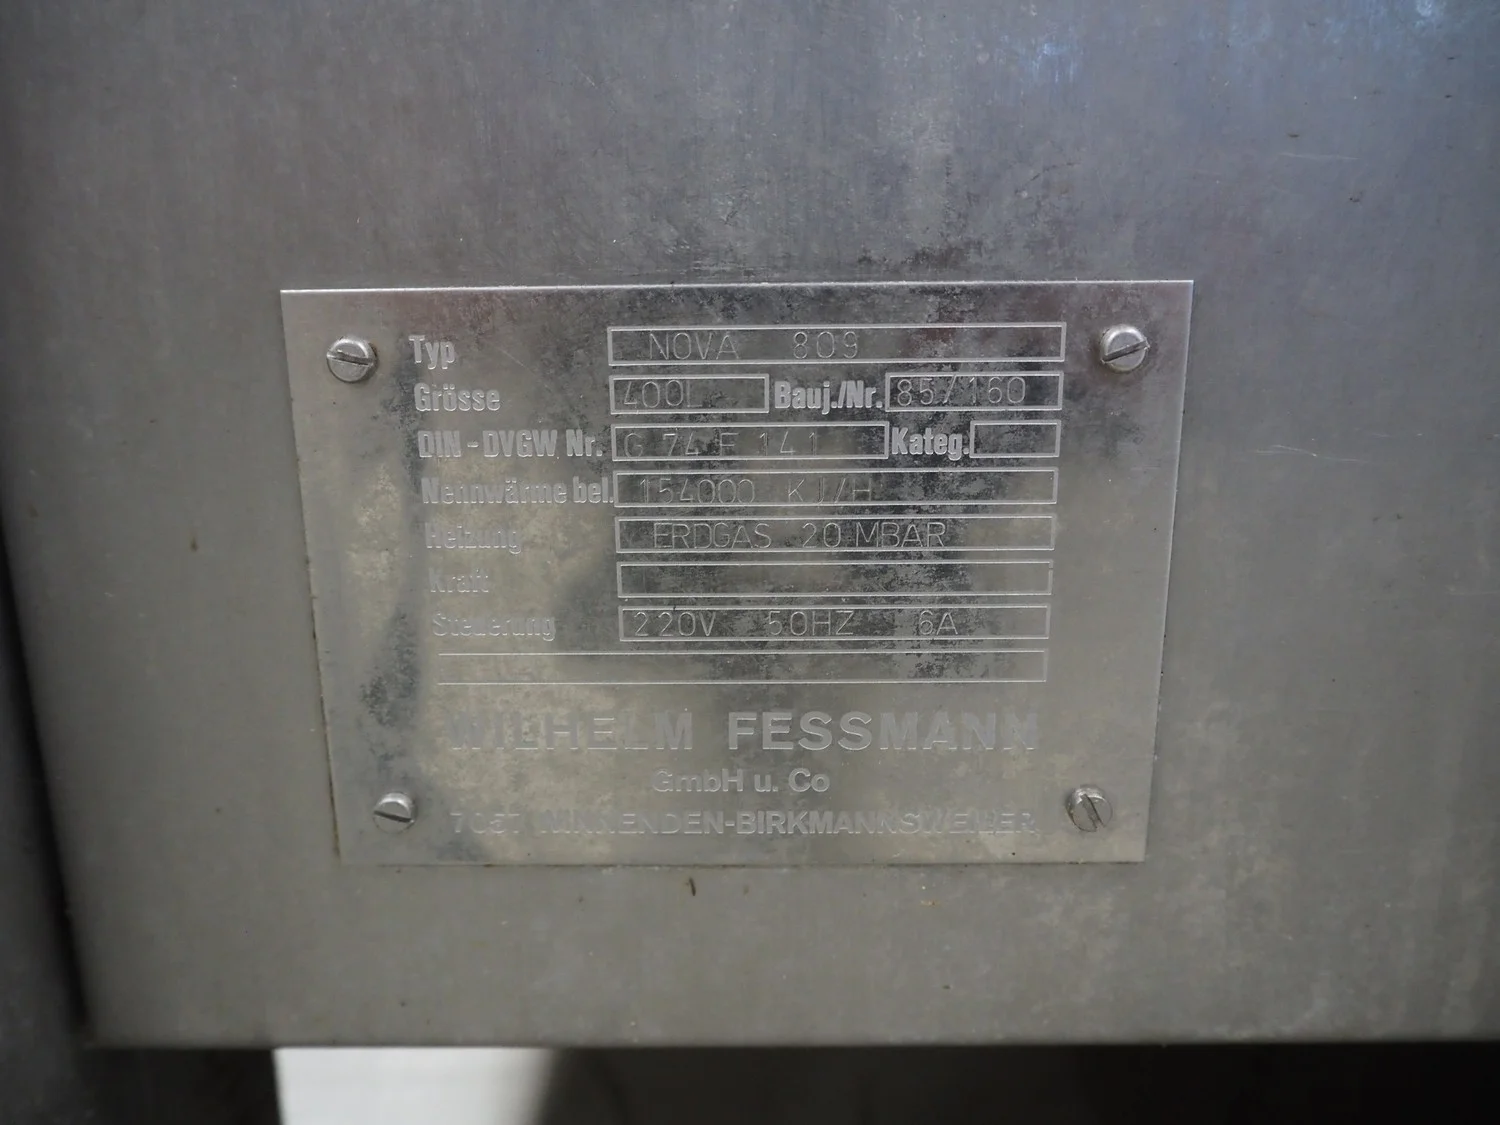 Typ NOVA 809
Grösse 400L Bauj./Nr. 85/160
DIN-DVGW Nr. G 74 E 141 Kateg.
Nennwärme bel. 154000 KJ/H
Heizung ERDGAS 20 MBAR
Kraft
Steuerung 220V 50HZ 6A
WILHELM FESSMANN
GmbH u. Co
7057 WINNENDEN-BIRKMANNSWEILER